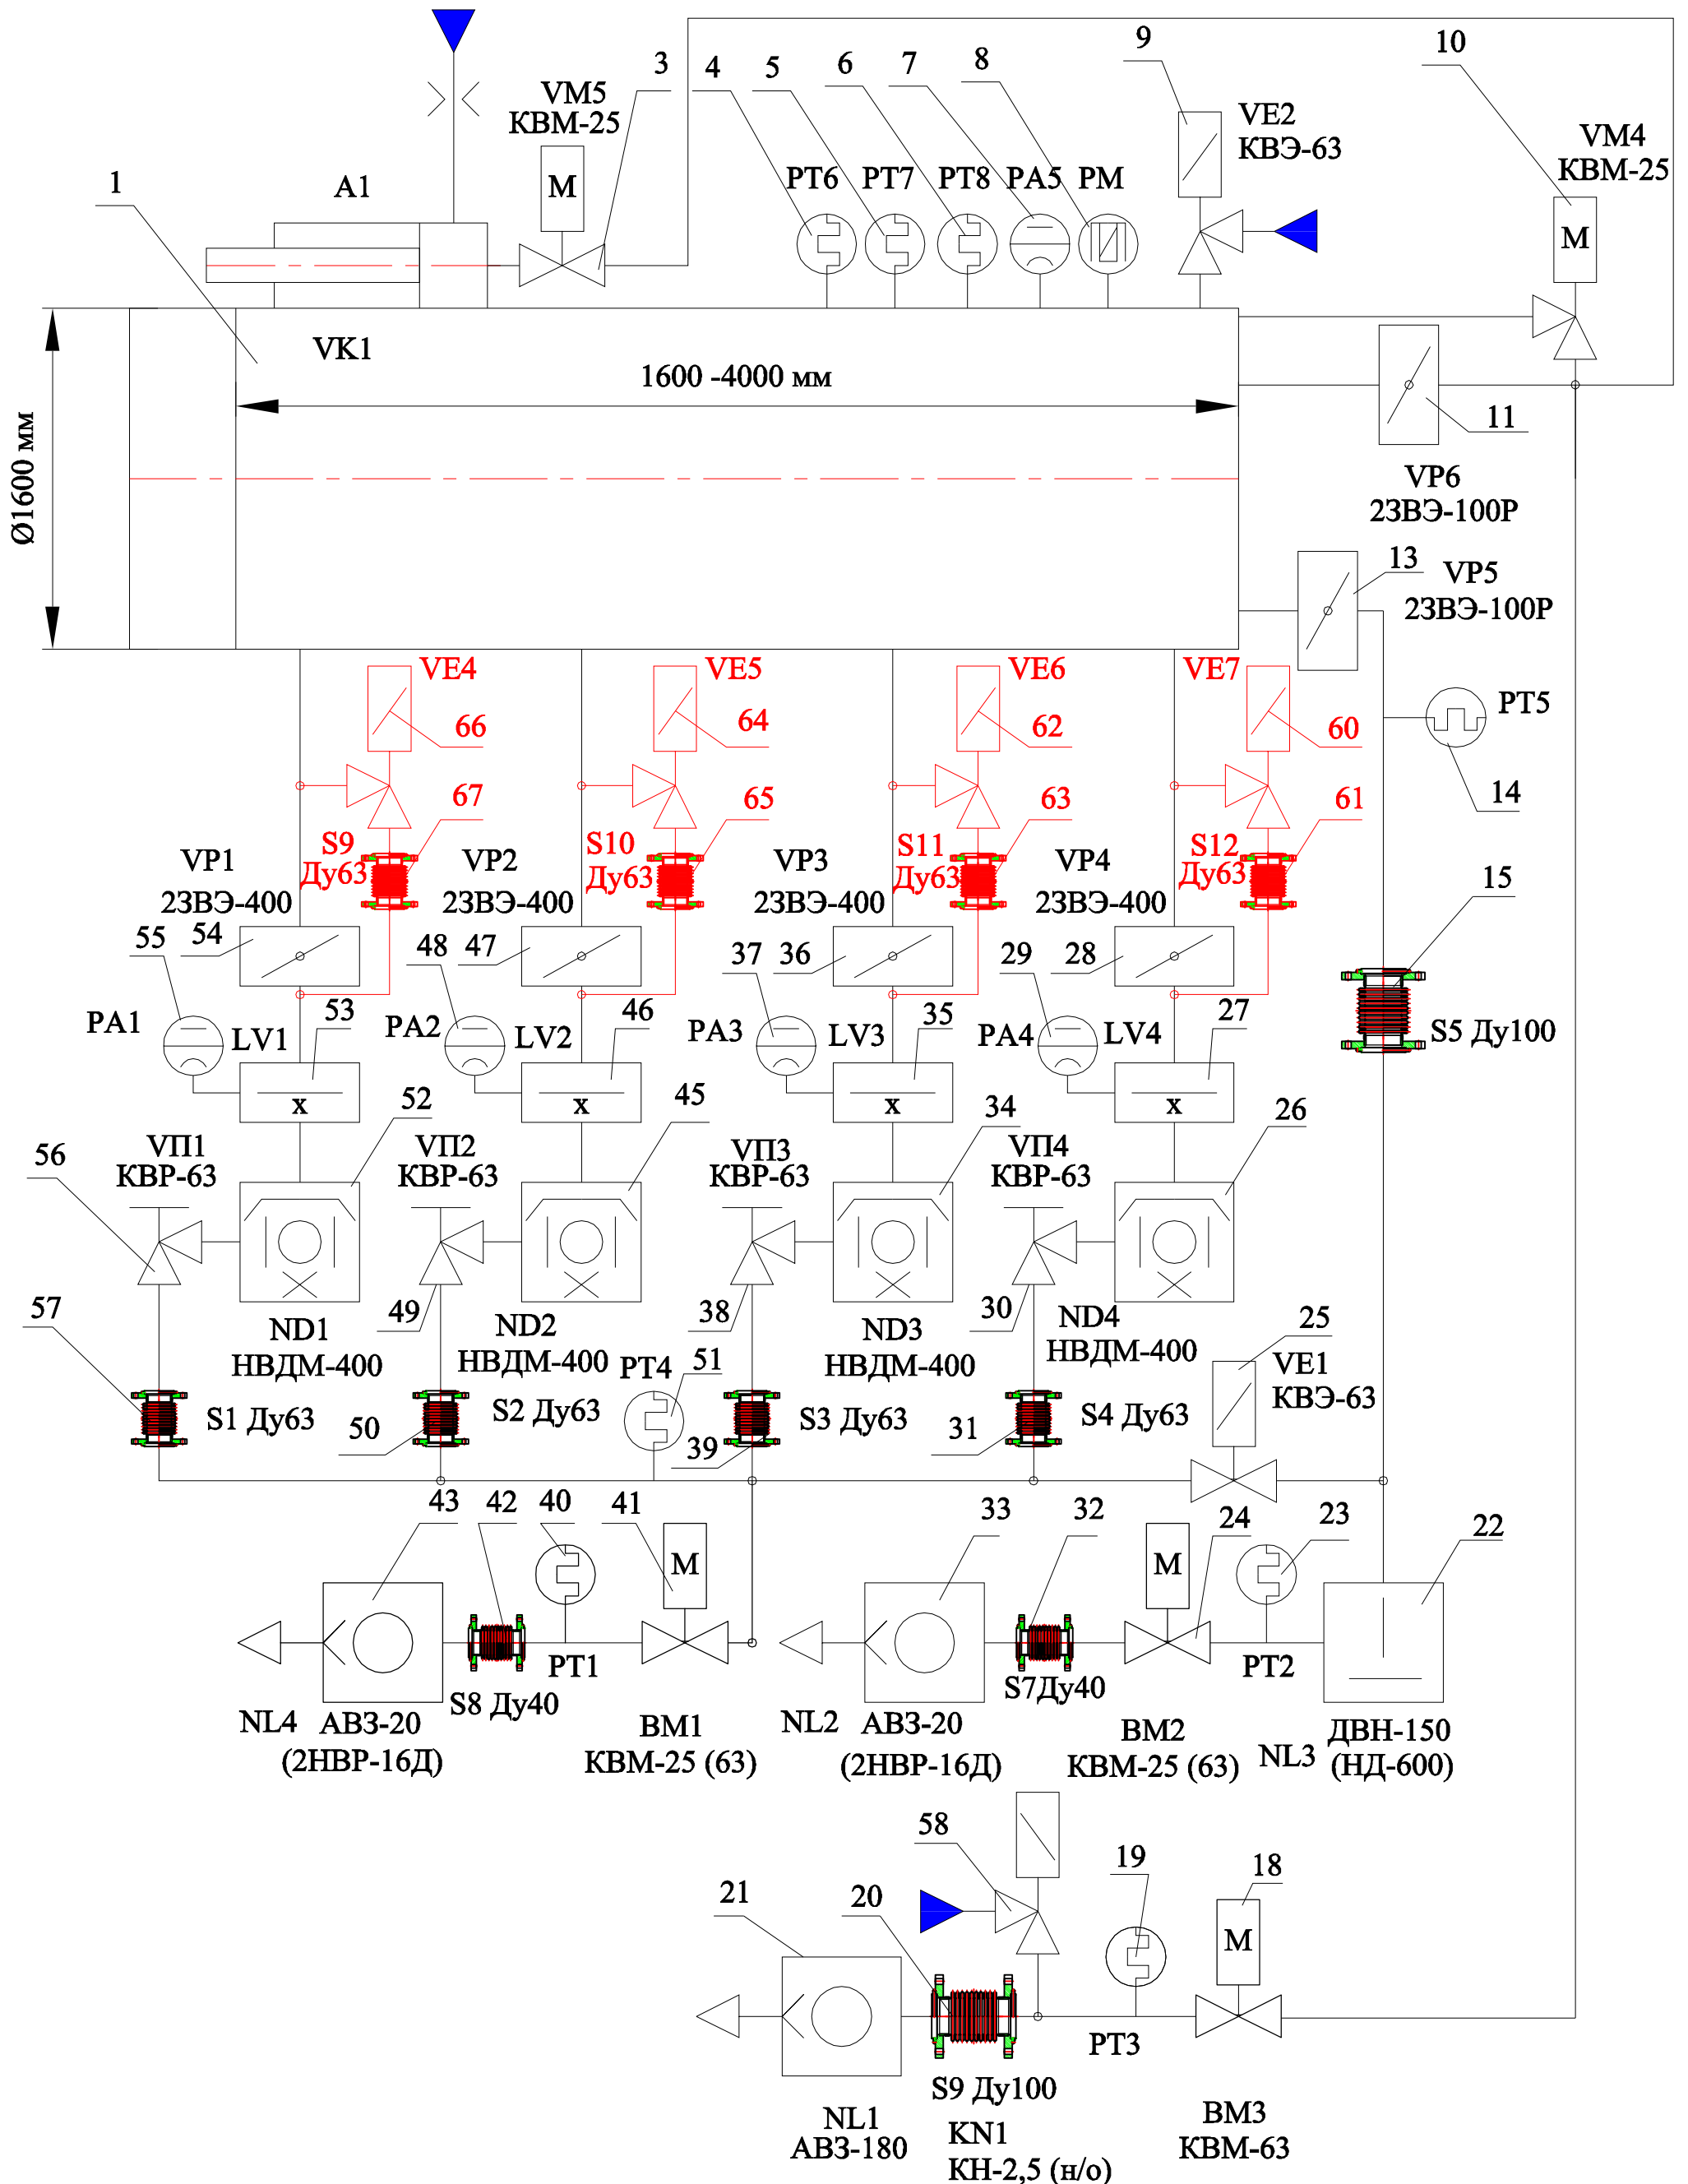 9
10
3
4
5
6
7
8
VM5
КВМ-25
VE2
КВЭ-63
VM4
КВМ-25
1
A1
М
PT6
PT7
PT8
PA5
PM
М
VK1
1600 -4000 мм
Ø1600 мм
11
VP6
2ЗВЭ-100Р
13
VP5
2ЗВЭ-100Р
VE4
VE5
VE6
VE7
66
64
62
60
PT5
14
67
65
63
61
S9
Ду63
S10
Ду63
S11
Ду63
S12
Ду63
VP1
2ЗВЭ-400
VP2
2ЗВЭ-400
VP3
2ЗВЭ-400
VP4
2ЗВЭ-400
15
55
54
48
47
37
36
29
28
PA1
LV1
53
PA2
LV2
46
PA3
LV3
35
PA4
LV4
27
S5 Ду100
x
x
x
x
52
45
34
26
56
VП1
КВР-63
VП2
КВР-63
VП3
КВР-63
VП4
КВР-63
57
49
38
30
25
ND1
НВДМ-400
ND2
НВДМ-400
ND3
НВДМ-400
ND4
НВДМ-400
PT4
51
VE1
КВЭ-63
S1 Ду63
50
S2 Ду63
39
S3 Ду63
31
S4 Ду63
43
42
40
41
33
32
24
23
22
М
М
PT1
PT2
S8 Ду40
S7Ду40
NL4
АВЗ-20
(2НВР-16Д)
BM1
КВМ-25 (63)
NL2
АВЗ-20
(2НВР-16Д)
BM2
КВМ-25 (63)
NL3
ДВН-150
(НД-600)
58
19
18
21
20
М
PT3
S9 Ду100
NL1
АВЗ-180
KN1
КН-2,5 (н/о)
BM3
КВМ-63